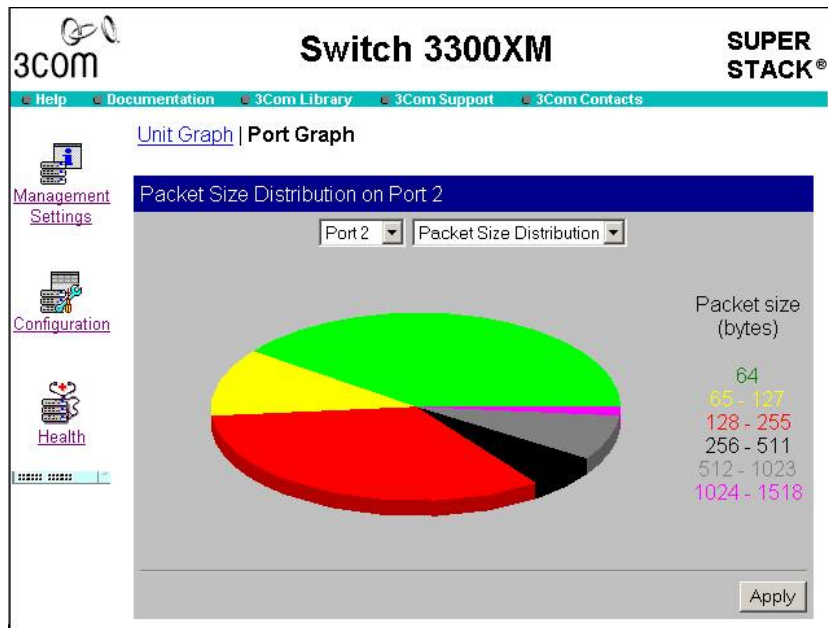 3COM
Switch 3300XM
SUPER
STACK®
Help Documentation 3Com Library 3Com Support 3Com Contacts
Unit Graph | Port Graph
Management
Settings
Configuration
Health
Packet Size Distribution on Port 2
Port 2 Packet Size Distribution
Packet size
(bytes)
64
65 - 127
128 - 255
256 - 511
512 - 1023
1024 - 1518
Apply